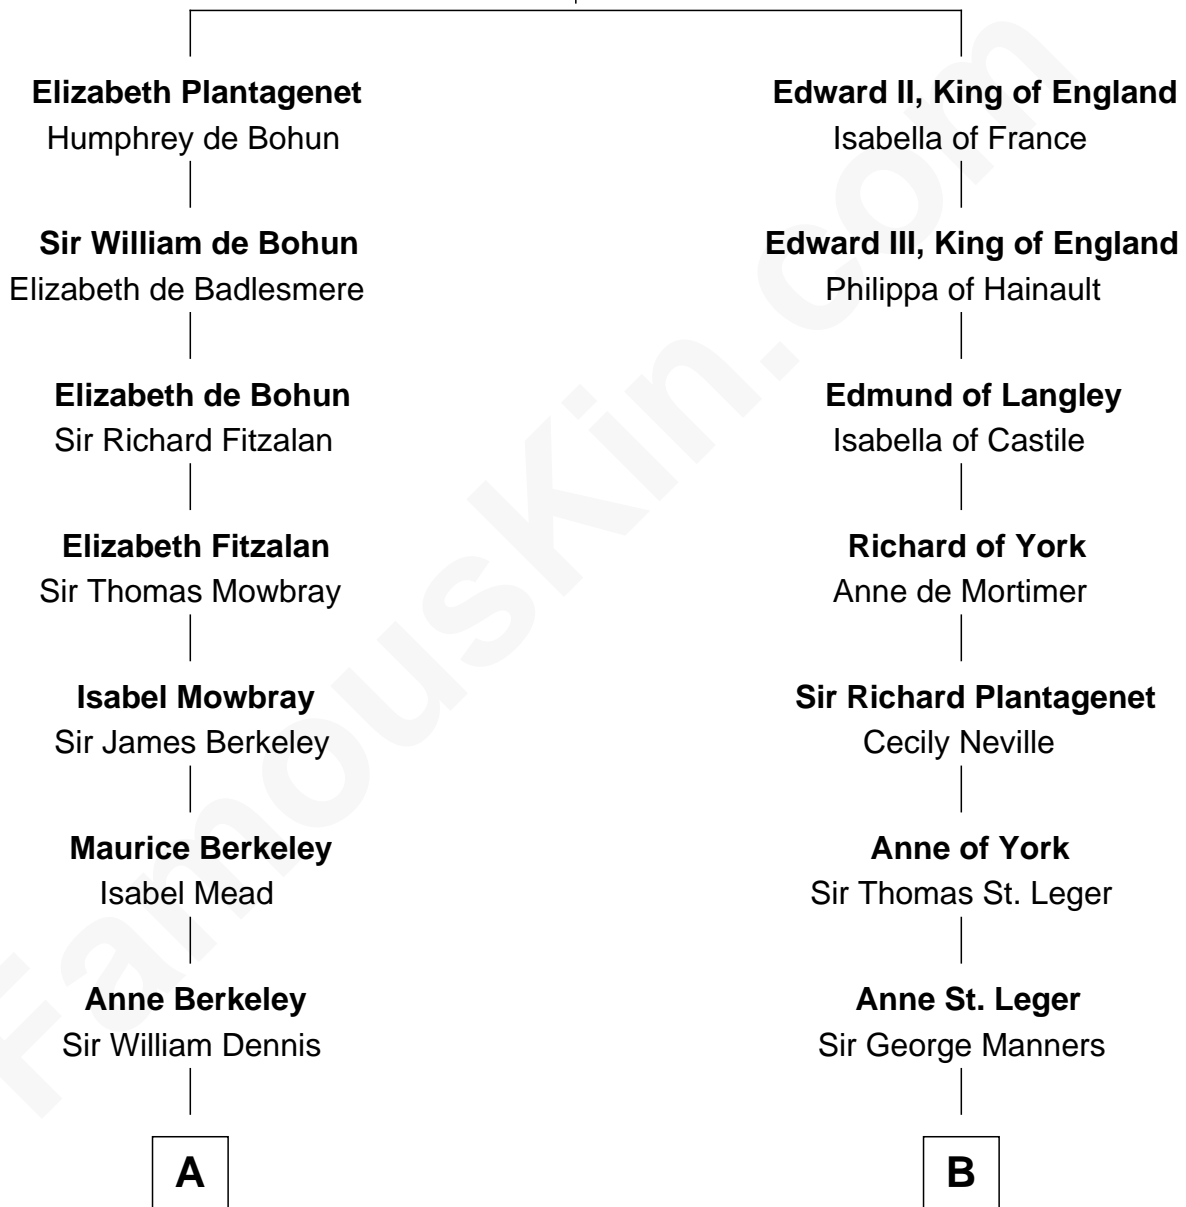 Elizabeth Plantagenet
Humphrey de Bohun
Sir William de Bohun
Elizabeth de Badlesmere
Elizabeth de Bohun
Sir Richard Fitzalan
Elizabeth Fitzalan
Sir Thomas Mowbray
Isabel Mowbray
Sir James Berkeley
Maurice Berkeley
Isabel Mead
Anne Berkeley
Sir William Dennis
A
Edward II, King of England
Isabella of France
Edward III, King of England
Philippa of Hainault
Edmund of Langley
Isabella of Castile
Richard of York
Anne de Mortimer
Sir Richard Plantagenet
Cecily Neville
Anne of York
Sir Thomas St. Leger
Anne St. Leger
Sir George Manners
B
FamousKin.com